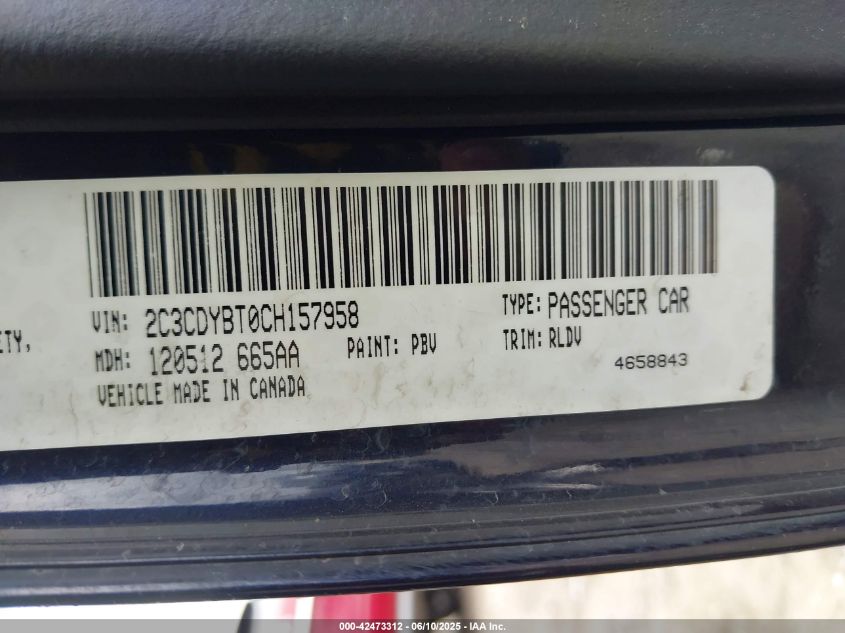 VIN: 2C3CDYBT0CH157958
TYPE: PASSENGER CAR
ETY,
MDH: 120512 665AA
PAINT: PBV
TRIM: RLDV
VEHICLE MADE IN CANADA
4658843
000-42473312 - 06/10/2025 - IAA Inc.